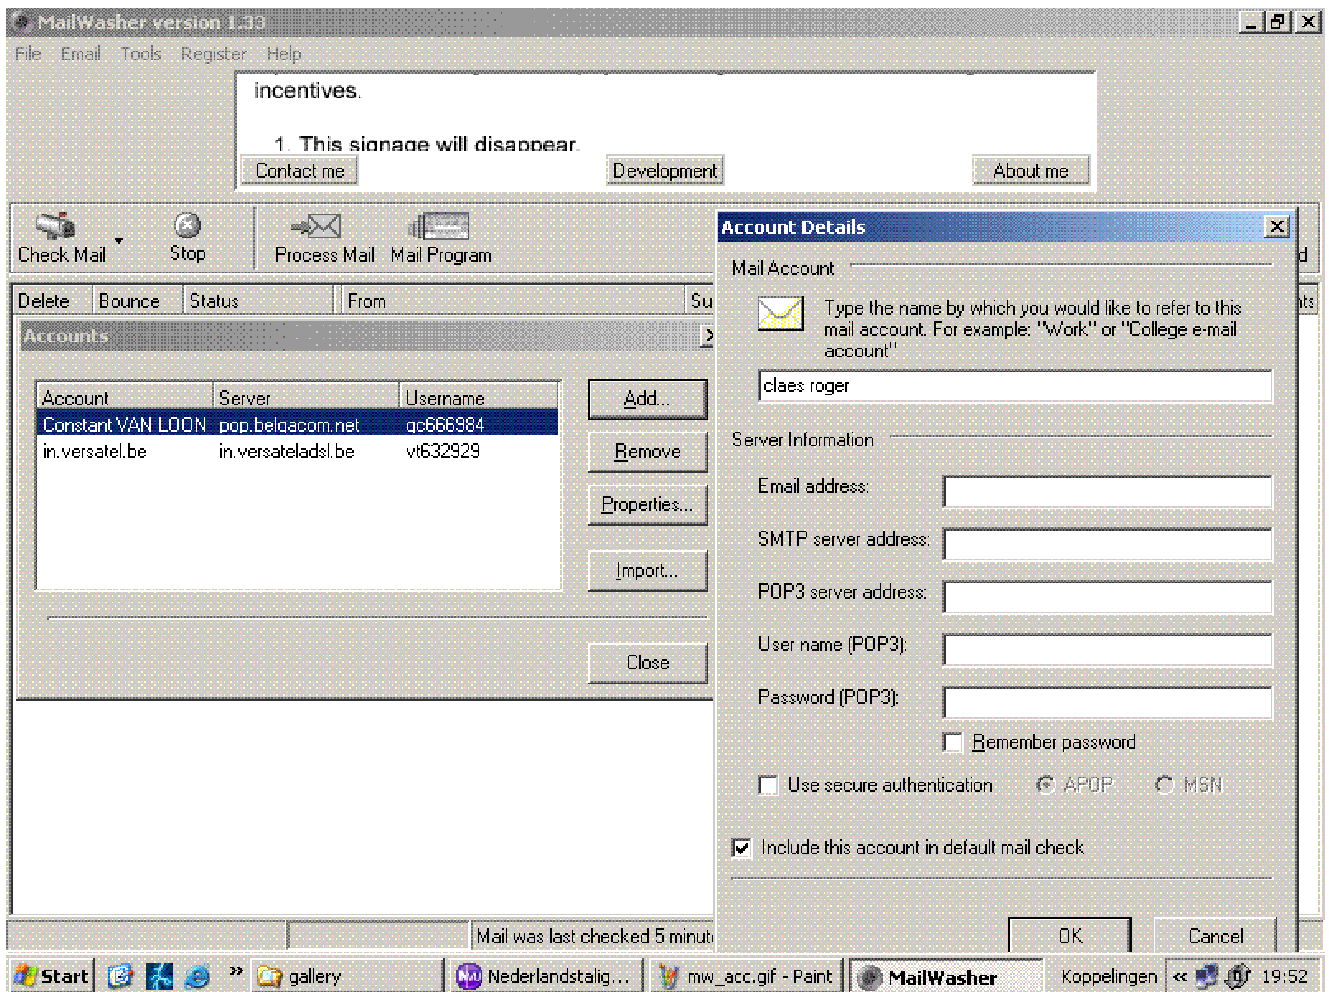 MailWasher version 1.33
File Email Tools Register Help
incentives.
1. This signage will disappear.
Contact me Development About me
Check Mail Stop Process Mail Mail Program
Delete Bounce Status From Su
Accounts
Account Server Username
Constant VAN LOON pop.belgacom.net gc666984
in.versatel.be in.versateladsl.be vt632929
Add...
Remove
Properties...
Import...
Close
Account Details
Mail Account
Type the name by which you would like to refer to this
mail account. For example: "Work" or "College e-mail
account"
claes roger
Server Information
Email address:
SMTP server address:
POP3 server address:
User name (POP3):
Password (POP3):
Remember password
Use secure authentication APOP MSN
Include this account in default mail check
OK Cancel
Mail was last checked 5 minut
Start » gallery Nederlandstalig... mw_acc.gif - Paint MailWasher Koppelingen « 19:52